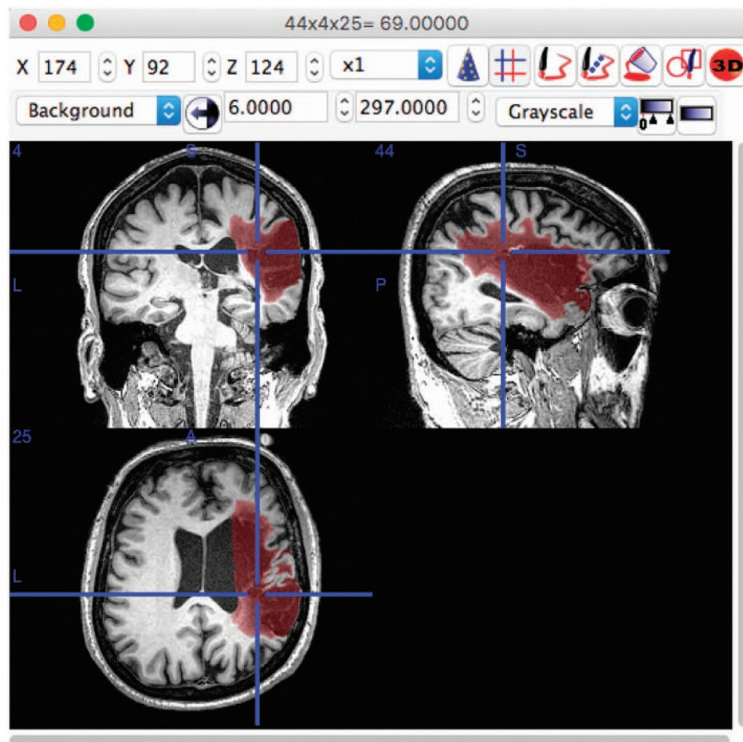 44x4x25= 69.00000
X 174 Y 92 Z 124 x1 3D
Background 6.0000 297.0000 Grayscale 0
4 S 44 S
L P
25 A
L